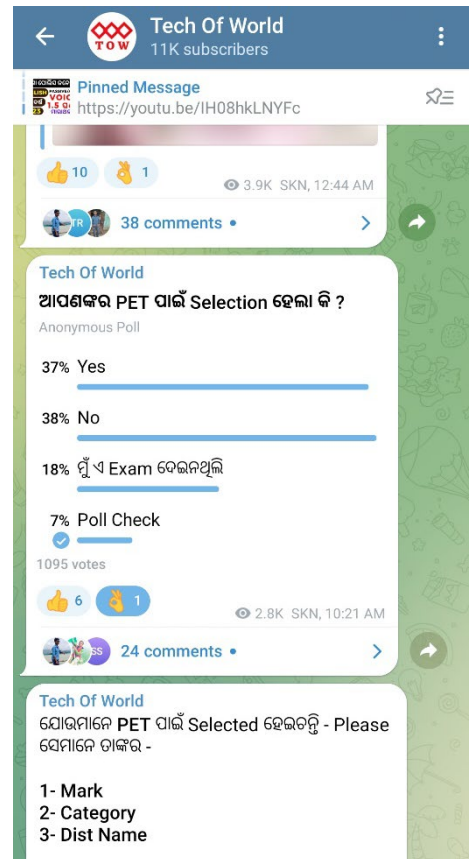 Tech Of World
11K subscribers
TOW
Pinned Message
https://youtu.be/IH08hkLNYFc
10
1
3.9K SKN, 12:44 AM
TR
38 comments
Tech Of World
ଆପଣଙ୍କର PET ପାଇଁ Selection ହେଲା କି ?
Anonymous Poll
37% Yes
38% No
18% ମୁଁ ଏ Exam ଦେଇନଥିଲି
7% Poll Check
1095 votes
6
1
2.8K SKN, 10:21 AM
SS
24 comments
Tech Of World
ଯୋଉମାନେ PET ପାଇଁ Selected ହେଇଚନ୍ତି - Please
ସେମାନେ ତାଙ୍କର -
1- Mark
2- Category
3- Dist Name